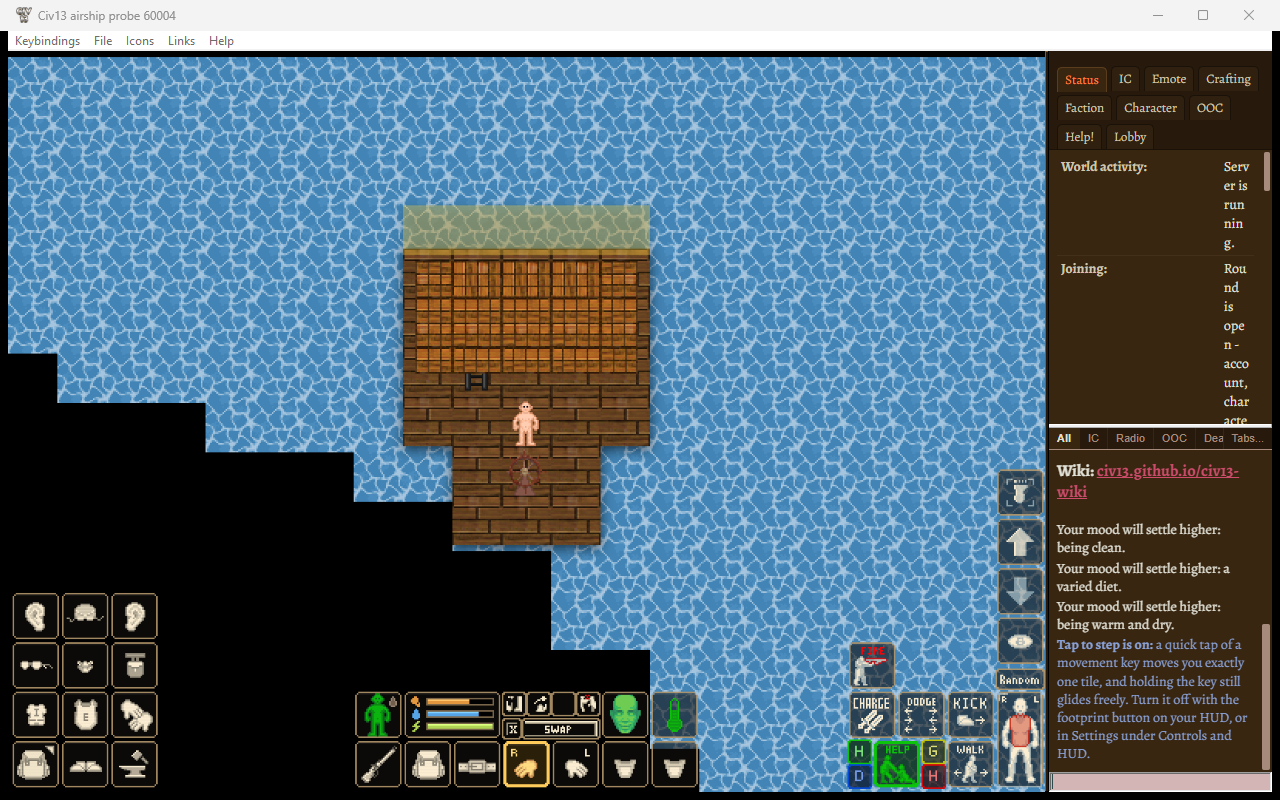 Civ13 airship probe 60004
Keybindings File Icons Links Help
Status IC Emote Crafting
Faction Character OOC
Help! Lobby
World activity: Serv
er is
run
nin
g.
Joining: Rou
nd
is
ope
n -
acco
unt,
char
acte
All IC Radio OOC Dea Tabs...
Wiki: civ13.github.io/civ13-
wiki
Your mood will settle higher:
being clean.
Your mood will settle higher: a
varied diet.
Your mood will settle higher:
being warm and dry.
Tap to step is on: a quick tap of a
movement key moves you exactly
one tile, and holding the key still
glides freely. Turn it off with the
footprint button on your HUD, or
in Settings under Controls and
HUD.
E
X SWAP
R L
FIRE
Random
CHARGE DODGE KICK
R L
H HELP G WALK
D H